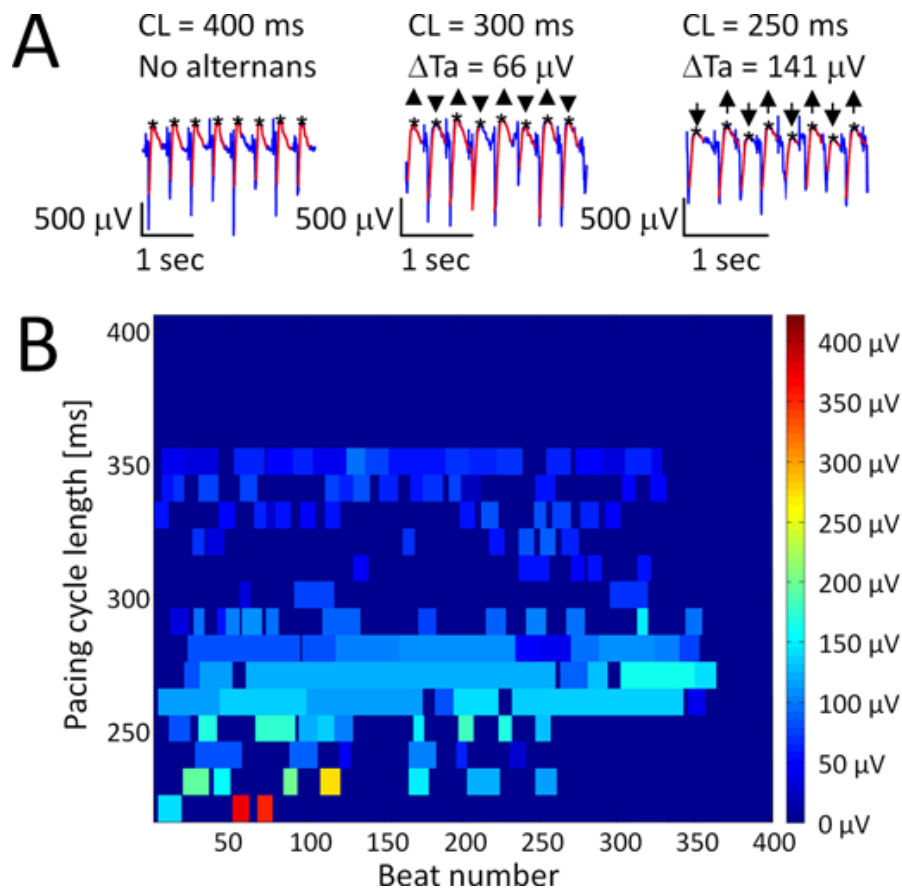 A
CL = 400 ms
No alternans
CL = 300 ms
ΔTa = 66 μV
CL = 250 ms
ΔTa = 141 μV
500 μV
1 sec
500 μV
1 sec
500 μV
1 sec
B
Pacing cycle length [ms]
400
350
300
250
50 100 150 200 250 300 350 400
Beat number
400 μV
350 μV
300 μV
250 μV
200 μV
150 μV
100 μV
50 μV
0 μV